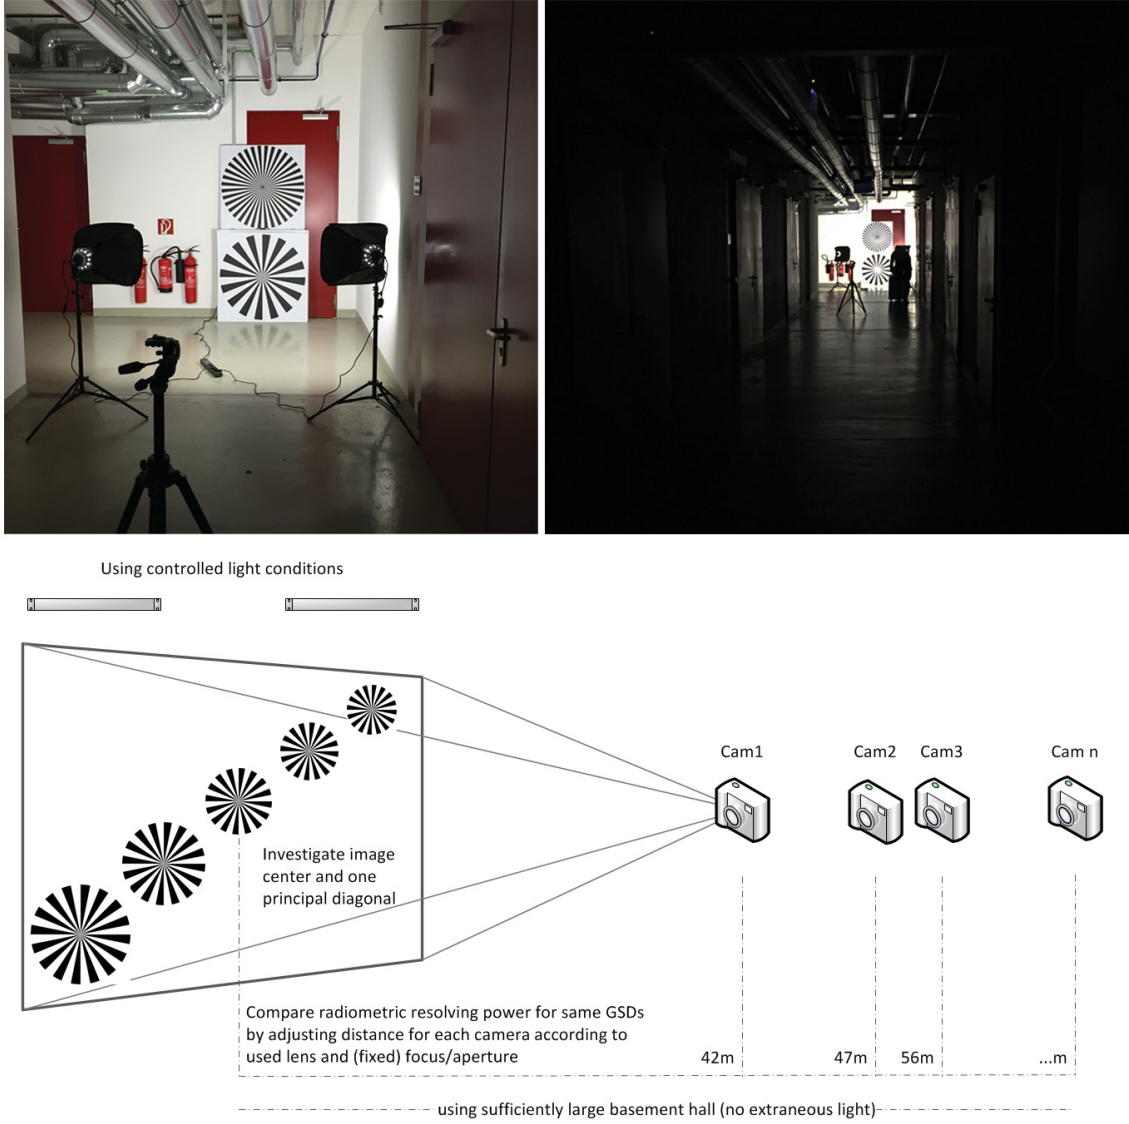 Using controlled light conditions
Cam1
Cam2
Cam3
Cam n
Investigate image
center and one
principal diagonal
Compare radiometric resolving power for same GSDs
by adjusting distance for each camera according to
used lens and (fixed) focus/aperture
42m
47m
56m
...m
using sufficiently large basement hall (no extraneous light)